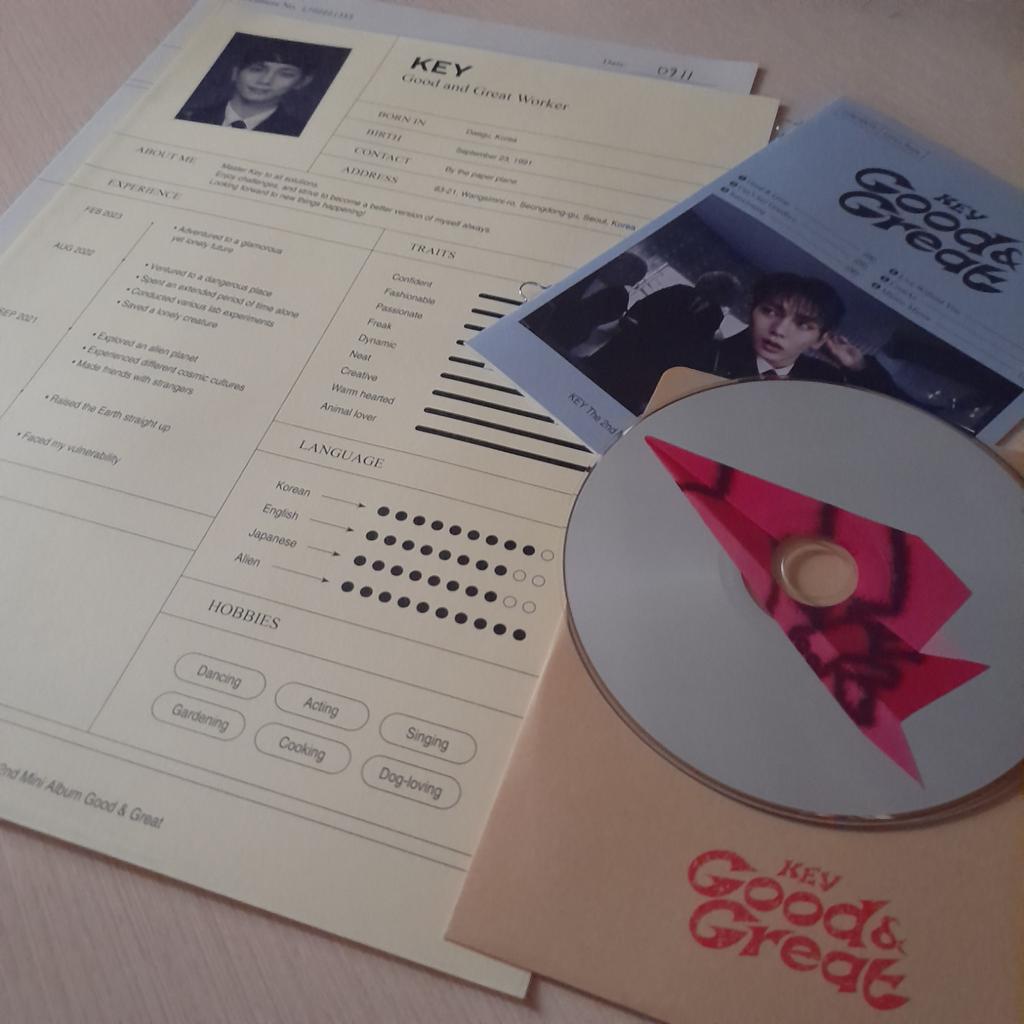 Date:
0911
KEY
Good and Great Worker
BORN IN Daegu, Korea
BIRTH September 23, 1991
CONTACT By the paper plane
ADDRESS 83-21, Wangsimni-ro, Seongdong-gu, Seoul, Korea
ABOUT ME
Master Key to all solutions.
Enjoy challenges, and strive to become a better version of myself always.
Looking forward to new things happening!
EXPERIENCE
FEB 2023
• Adventured to a glamorous
yet lonely future
AUG 2022
• Ventured to a dangerous place
• Spent an extended period of time alone
• Conducted various lab experiments
• Saved a lonely creature
SEP 2021
• Explored an alien planet
• Experienced different cosmic cultures
• Made friends with strangers
• Raised the Earth straight up
• Faced my vulnerability
TRAITS
Confident
Fashionable
Passionate
Freak
Dynamic
Neat
Creative
Warm hearted
Animal lover
LANGUAGE
Korean
English
Japanese
Alien
HOBBIES
Dancing
Acting
Singing
Gardening
Cooking
Dog-loving
2nd Mini Album Good & Great
KEY
Good &
Great
KEY The 2nd
KEY
Good &
Great